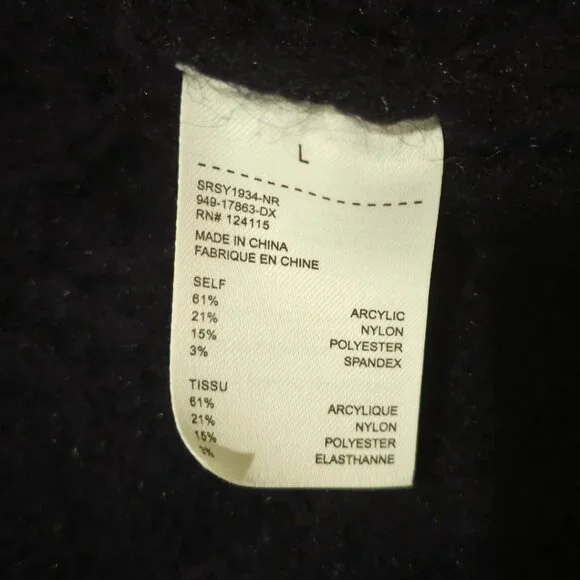 L
SRSY1934-NR
949-17863-DX
RN# 124115
MADE IN CHINA
FABRIQUE EN CHINE
SELF
61% ARCYLIC
21% NYLON
15% POLYESTER
3% SPANDEX
TISSU
61% ARCYLIQUE
21% NYLON
15% POLYESTER
3% ELASTHANNE